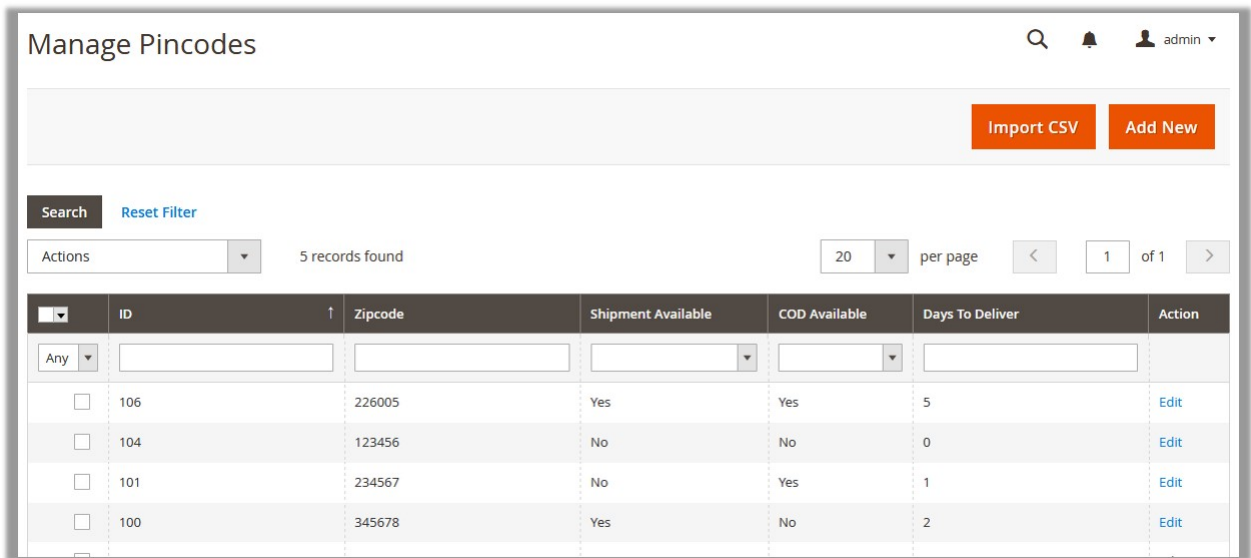 Manage Pincodes
admin
Import CSV Add New
Search Reset Filter
Actions 5 records found 20 per page 1 of 1
ID Zipcode Shipment Available COD Available Days To Deliver Action
Any
106 226005 Yes Yes 5 Edit
104 123456 No No 0 Edit
101 234567 No Yes 1 Edit
100 345678 Yes No 2 Edit